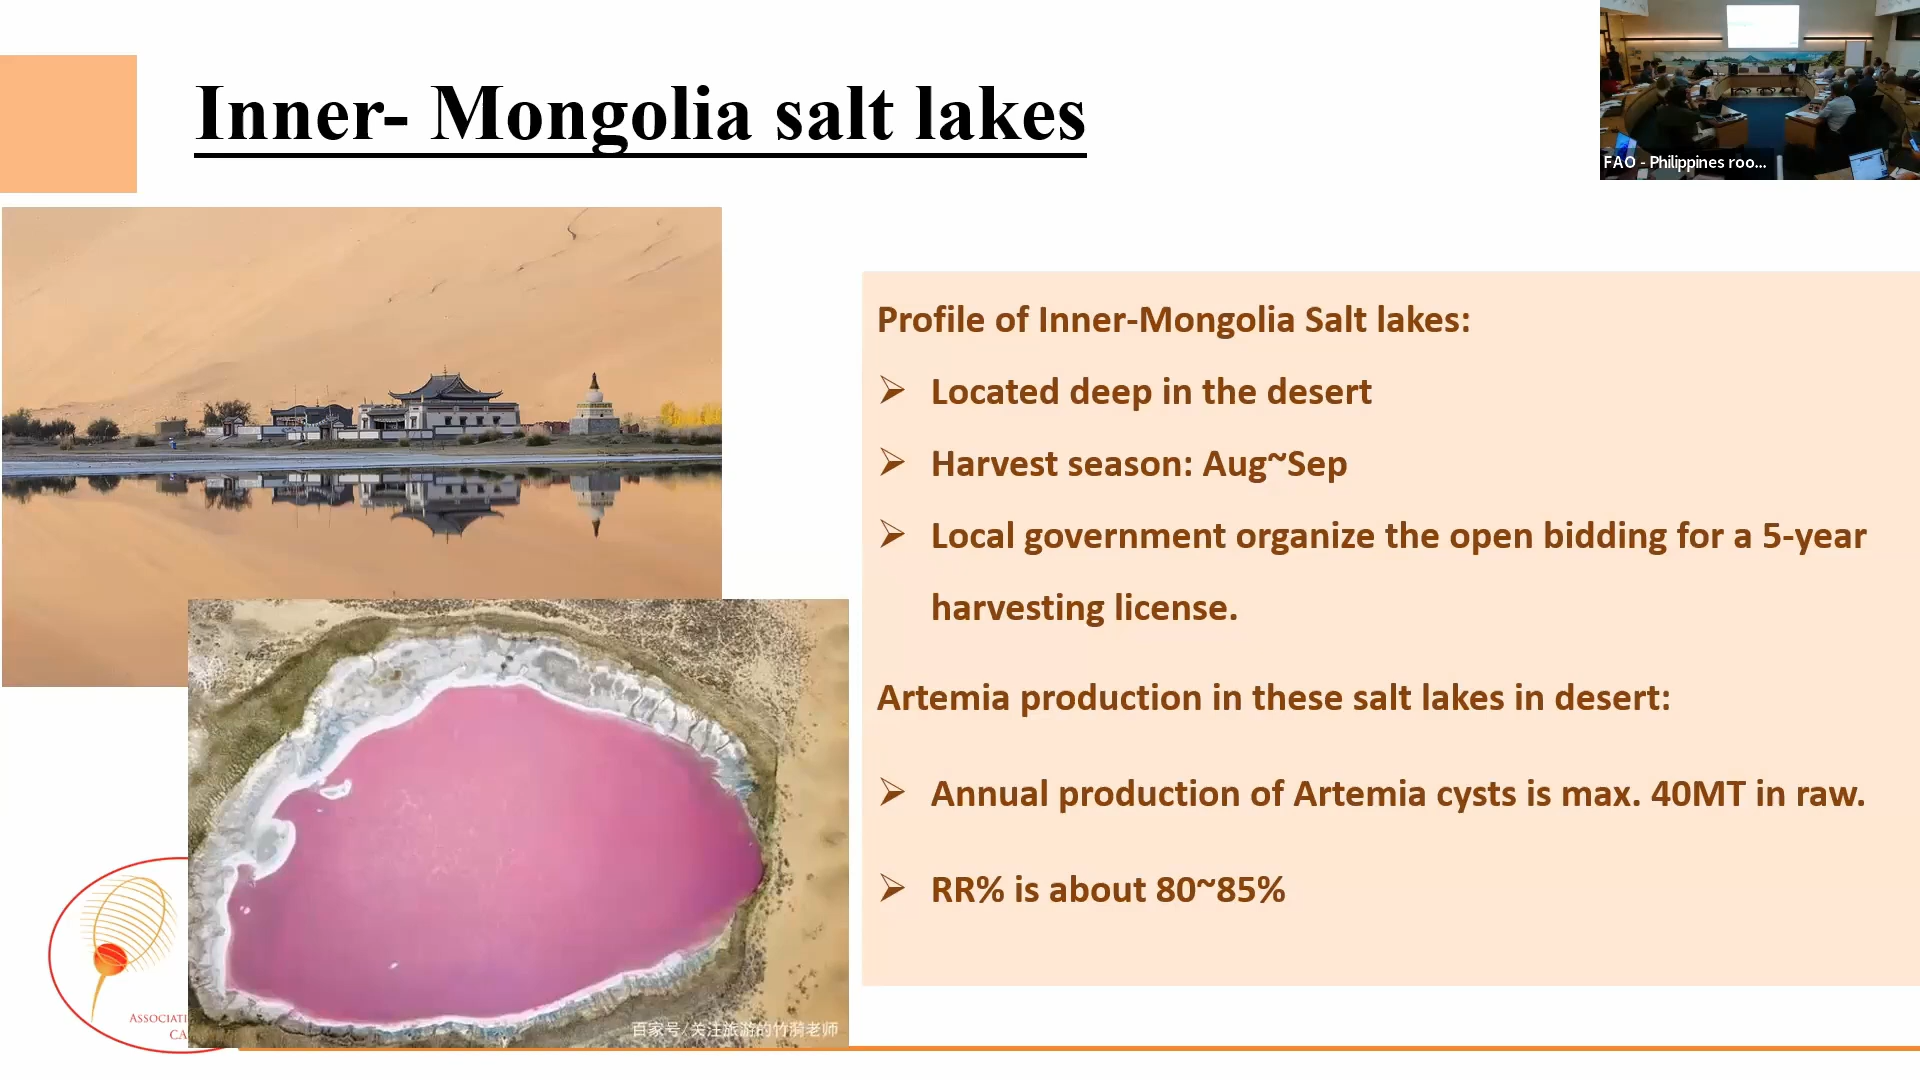 Inner- Mongolia salt lakes
FAO - Philippines roo...
Profile of Inner-Mongolia Salt lakes:
Located deep in the desert
Harvest season: Aug~Sep
Local government organize the open bidding for a 5-year
harvesting license.
Artemia production in these salt lakes in desert:
Annual production of Artemia cysts is max. 40MT in raw.
RR% is about 80~85%
百家号/关注旅游的竹漪老师
ASSOCIATI
CA